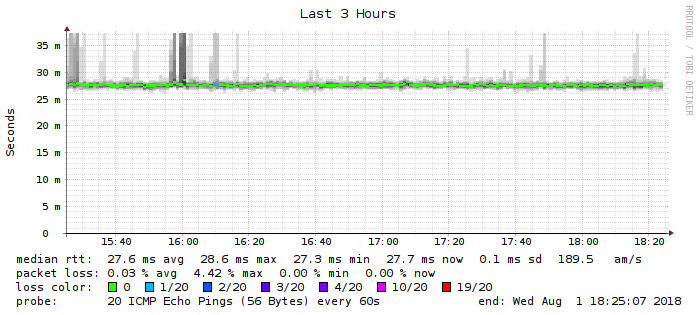 Last 3 Hours
RRDTOOL / TOBI OETIKER
Seconds
35 m
30 m
25 m
20 m
15 m
10 m
5 m
0
15:40 16:00 16:20 16:40 17:00 17:20 17:40 18:00 18:20
median rtt: 27.6 ms avg 28.6 ms max 27.3 ms min 27.7 ms now 0.1 ms sd 189.5 am/s
packet loss: 0.03 % avg 4.42 % max 0.00 % min 0.00 % now
loss color: 0 1/20 2/20 3/20 4/20 10/20 19/20
probe: 20 ICMP Echo Pings (56 Bytes) every 60s end: Wed Aug 1 18:25:07 2018